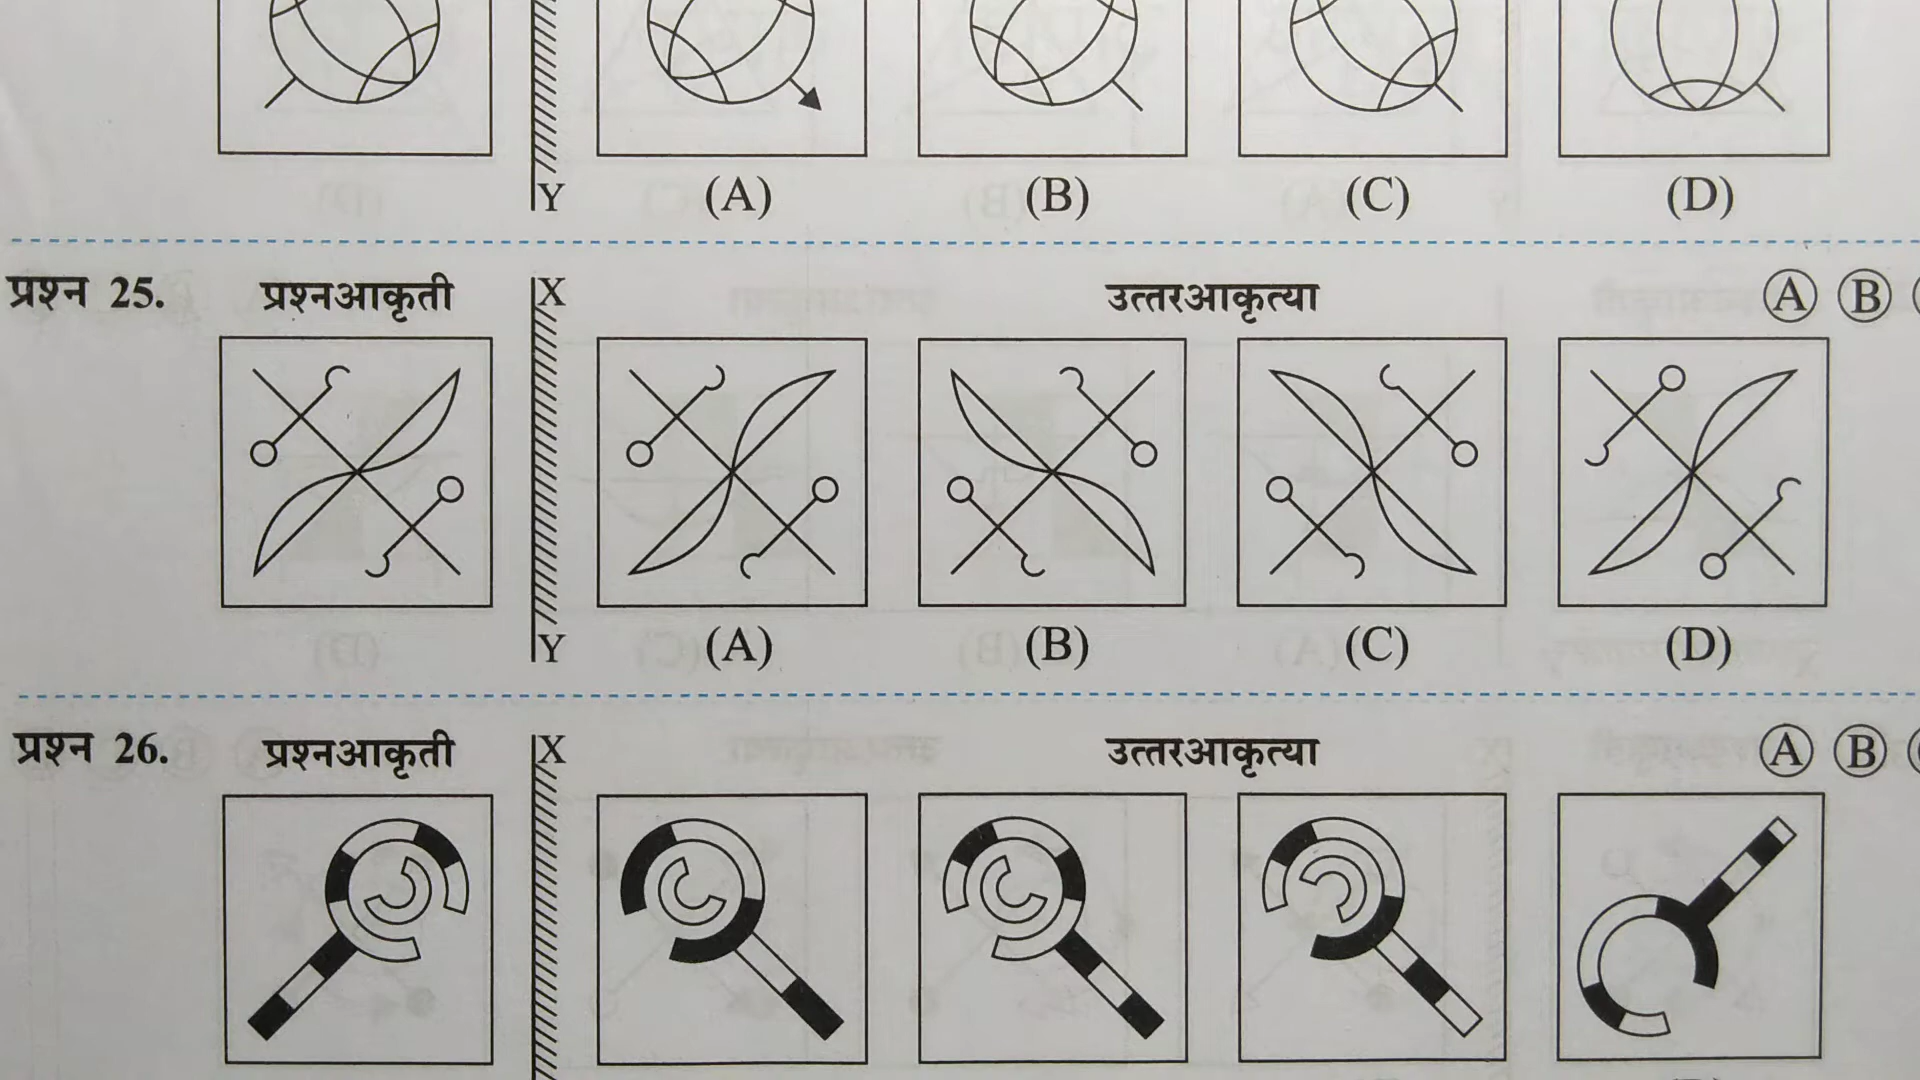 Y (A) (B) (C) (D)
प्रश्न 25. प्रश्नआकृती X उत्तरआकृत्या A B
Y (A) (B) (C) (D)
प्रश्न 26. प्रश्नआकृती X उत्तरआकृत्या A B